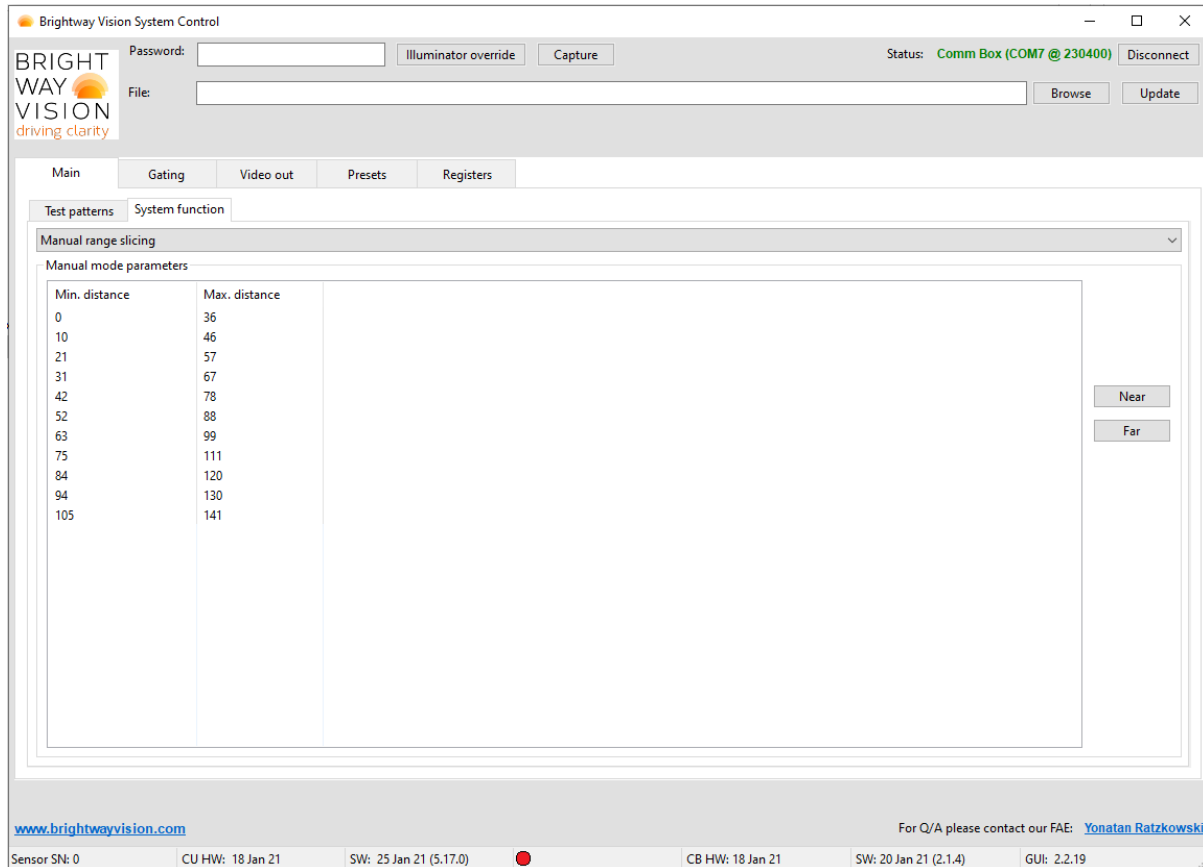 Brightway Vision System Control
BRIGHT
WAY
VISION
driving clarity
Password:
Illuminator override
Capture
Status: Comm Box (COM7 @ 230400)
Disconnect
File:
Browse
Update
Main Gating Video out Presets Registers
Test patterns System function
Manual range slicing
Manual mode parameters
Min. distance Max. distance
0 36
10 46
21 57
31 67
42 78
52 88
63 99
75 111
84 120
94 130
105 141
Near
Far
www.brightwayvision.com
For Q/A please contact our FAE: Yonatan Ratzkowski
Sensor SN: 0 CU HW: 18 Jan 21 SW: 25 Jan 21 (5.17.0) CB HW: 18 Jan 21 SW: 20 Jan 21 (2.1.4) GUI: 2.2.19